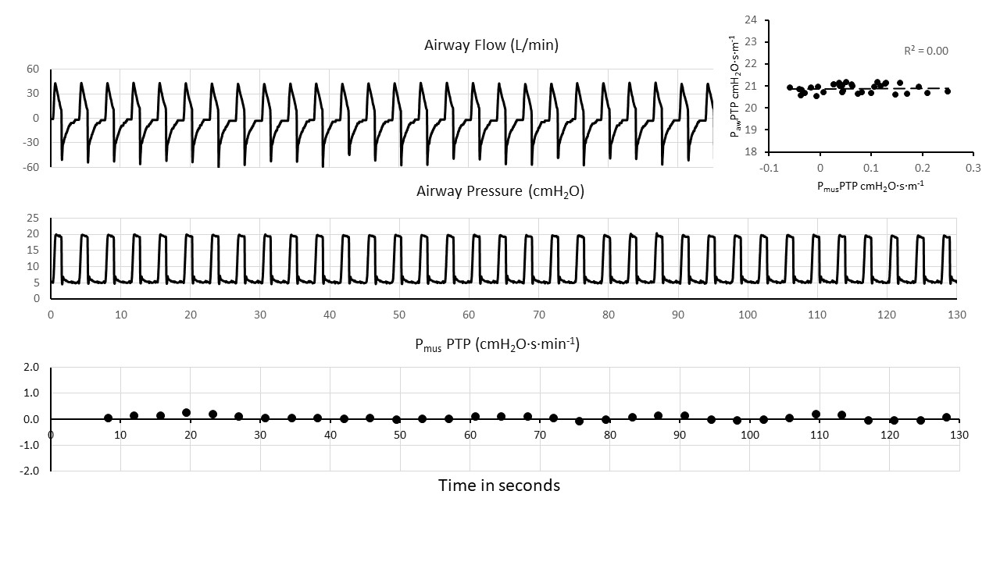 Airway Flow (L/min)
60
30
0
-30
-60
24
23
22
21
20
19
18
R² = 0.00
PawPTP cmH₂O·s·m⁻¹
-0.1 0 0.1 0.2 0.3
PmusPTP cmH₂O·s·m⁻¹
Airway Pressure (cmH₂O)
25
20
15
10
5
0
0 10 20 30 40 50 60 70 80 90 100 110 120 130
Pmus PTP (cmH₂O·s·min⁻¹)
2.0
1.0
0.0
-1.0
-2.0
0 10 20 30 40 50 60 70 80 90 100 110 120 130
Time in seconds